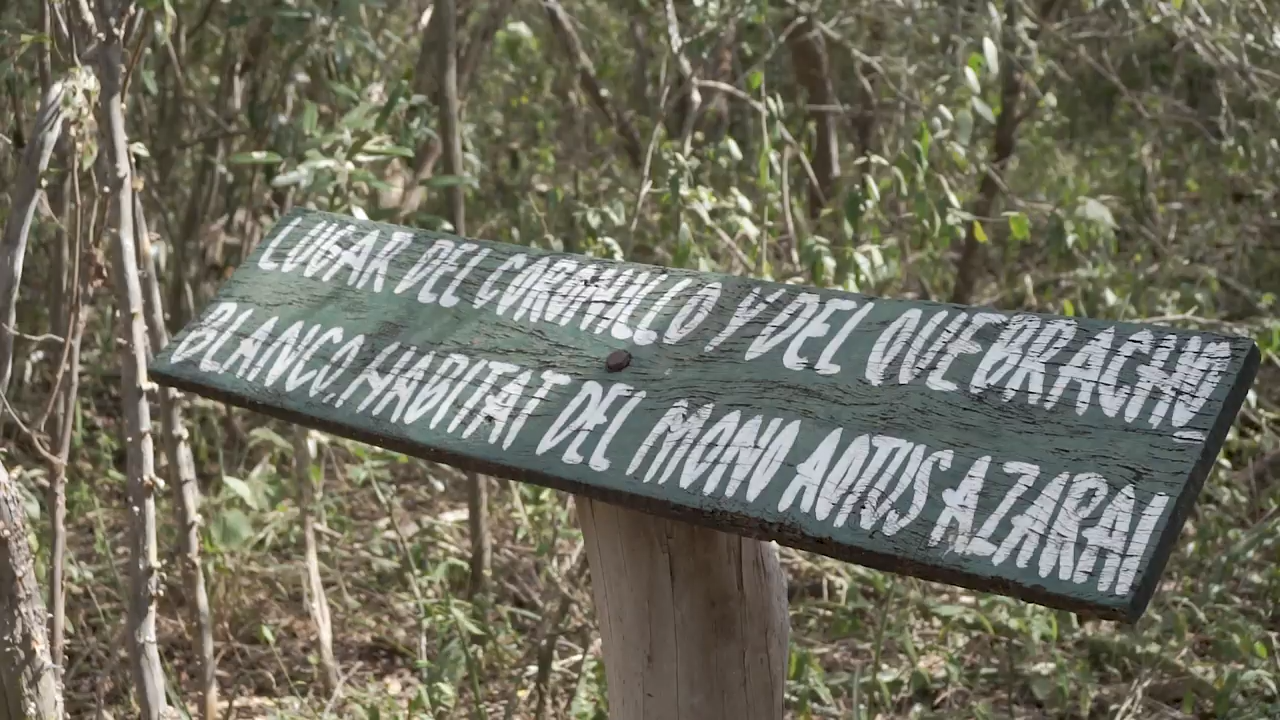 LUGAR DEL CORONILLO Y DEL QUEBRACHO
BLANCO. HABITAT DEL MONO AOTUS AZARAI